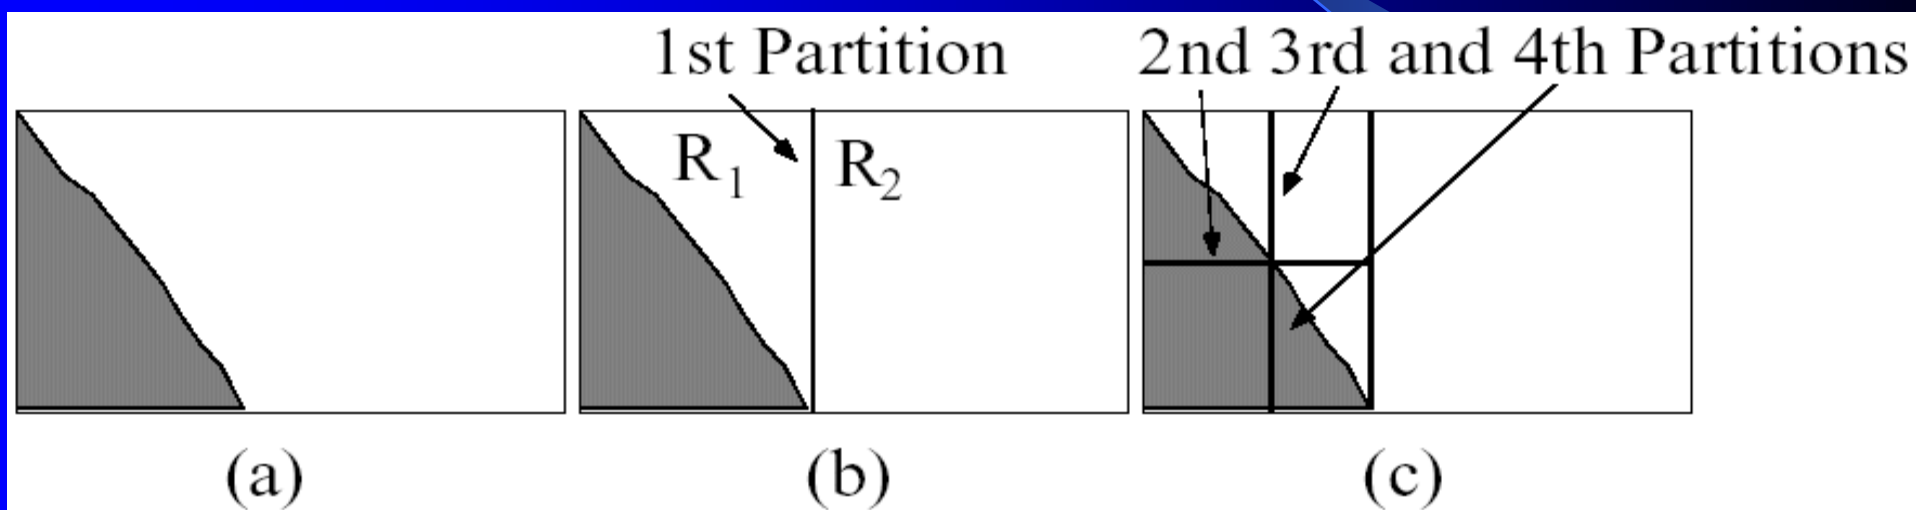 1st Partition
2nd 3rd and 4th Partitions
R1
R2
(a)
(b)
(c)